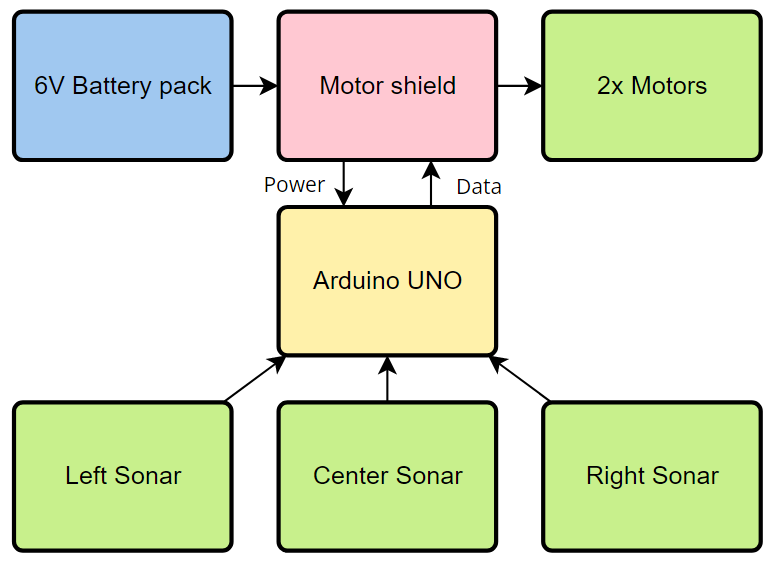 6V Battery pack
Motor shield
2x Motors
Power
Data
Arduino UNO
Left Sonar
Center Sonar
Right Sonar